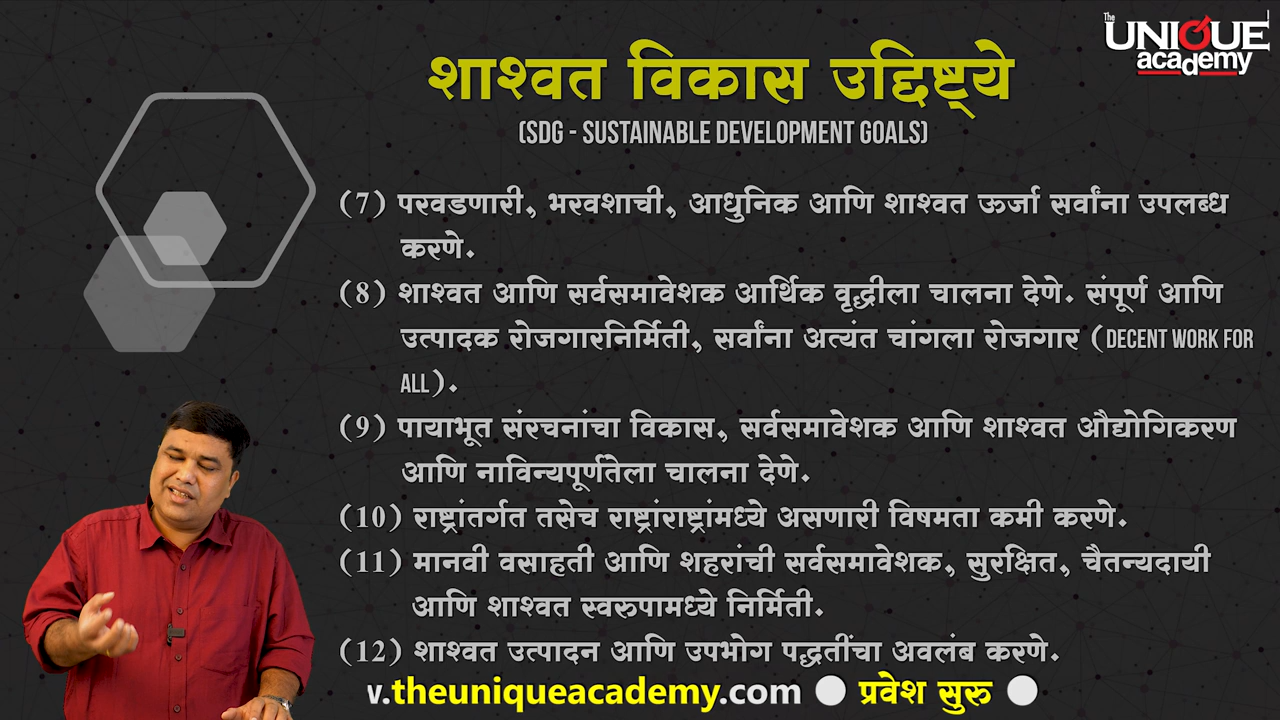 The
UNIQUE
academy
शाश्वत विकास उद्दिष्ट्ये
(SDG - SUSTAINABLE DEVELOPMENT GOALS)
(7) परवडणारी, भरवशाची, आधुनिक आणि शाश्वत ऊर्जा सर्वांना उपलब्ध
करणे.
(8) शाश्वत आणि सर्वसमावेशक आर्थिक वृद्धीला चालना देणे. संपूर्ण आणि
उत्पादक रोजगारनिर्मिती, सर्वांना अत्यंत चांगला रोजगार (DECENT WORK FOR
ALL).
(9) पायाभूत संरचनांचा विकास, सर्वसमावेशक आणि शाश्वत औद्योगिकरण
आणि नाविन्यपूर्णतेला चालना देणे.
(10) राष्ट्रांतर्गत तसेच राष्ट्रांराष्ट्रांमध्ये असणारी विषमता कमी करणे.
(11) मानवी वसाहती आणि शहरांची सर्वसमावेशक, सुरक्षित, चैतन्यदायी
आणि शाश्वत स्वरुपामध्ये निर्मिती.
(12) शाश्वत उत्पादन आणि उपभोग पद्धतींचा अवलंब करणे.
v.theuniqueacademy.com ● प्रवेश सुरु ●